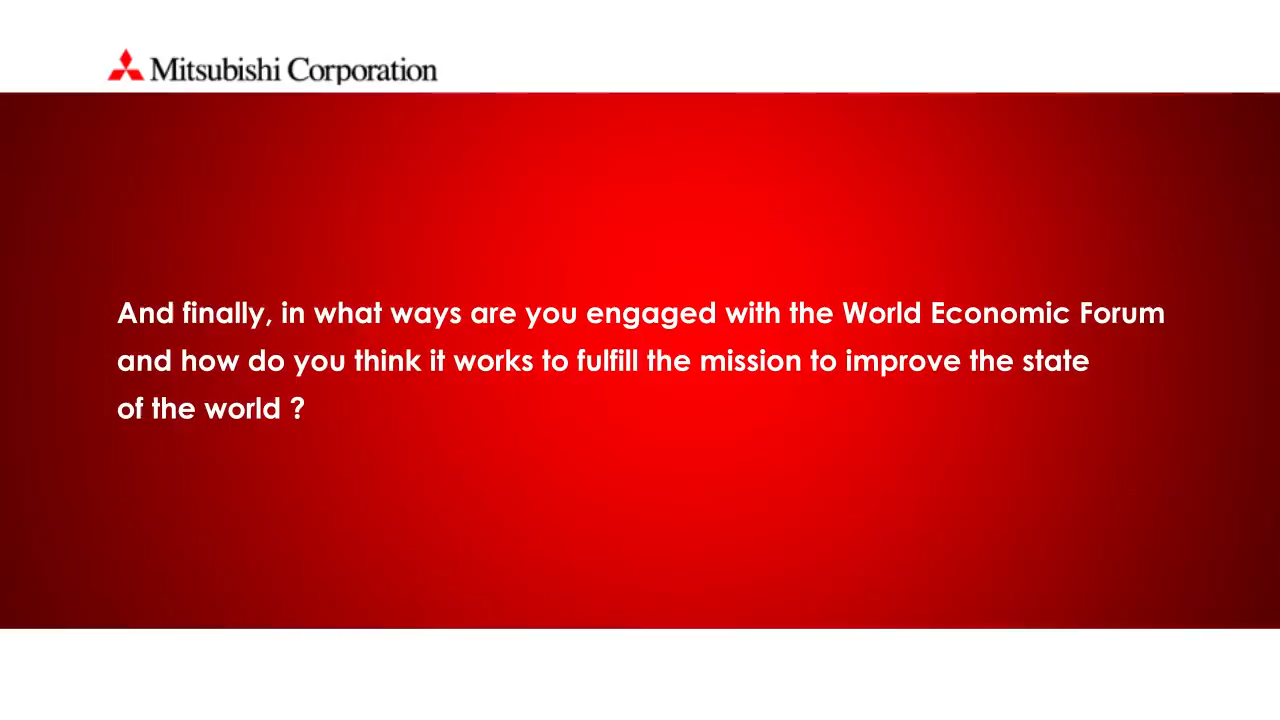 Mitsubishi Corporation
And finally, in what ways are you engaged with the World Economic Forum
and how do you think it works to fulfill the mission to improve the state
of the world ?